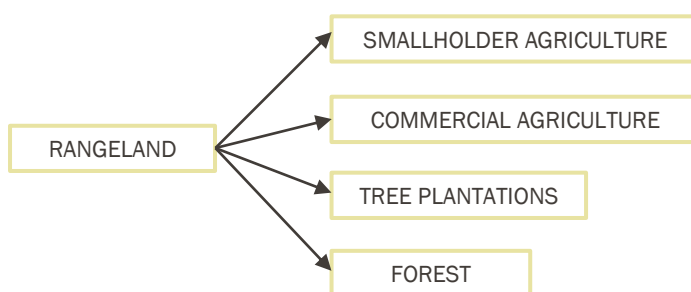 SMALLHOLDER AGRICULTURE
COMMERCIAL AGRICULTURE
RANGELAND
TREE PLANTATIONS
FOREST